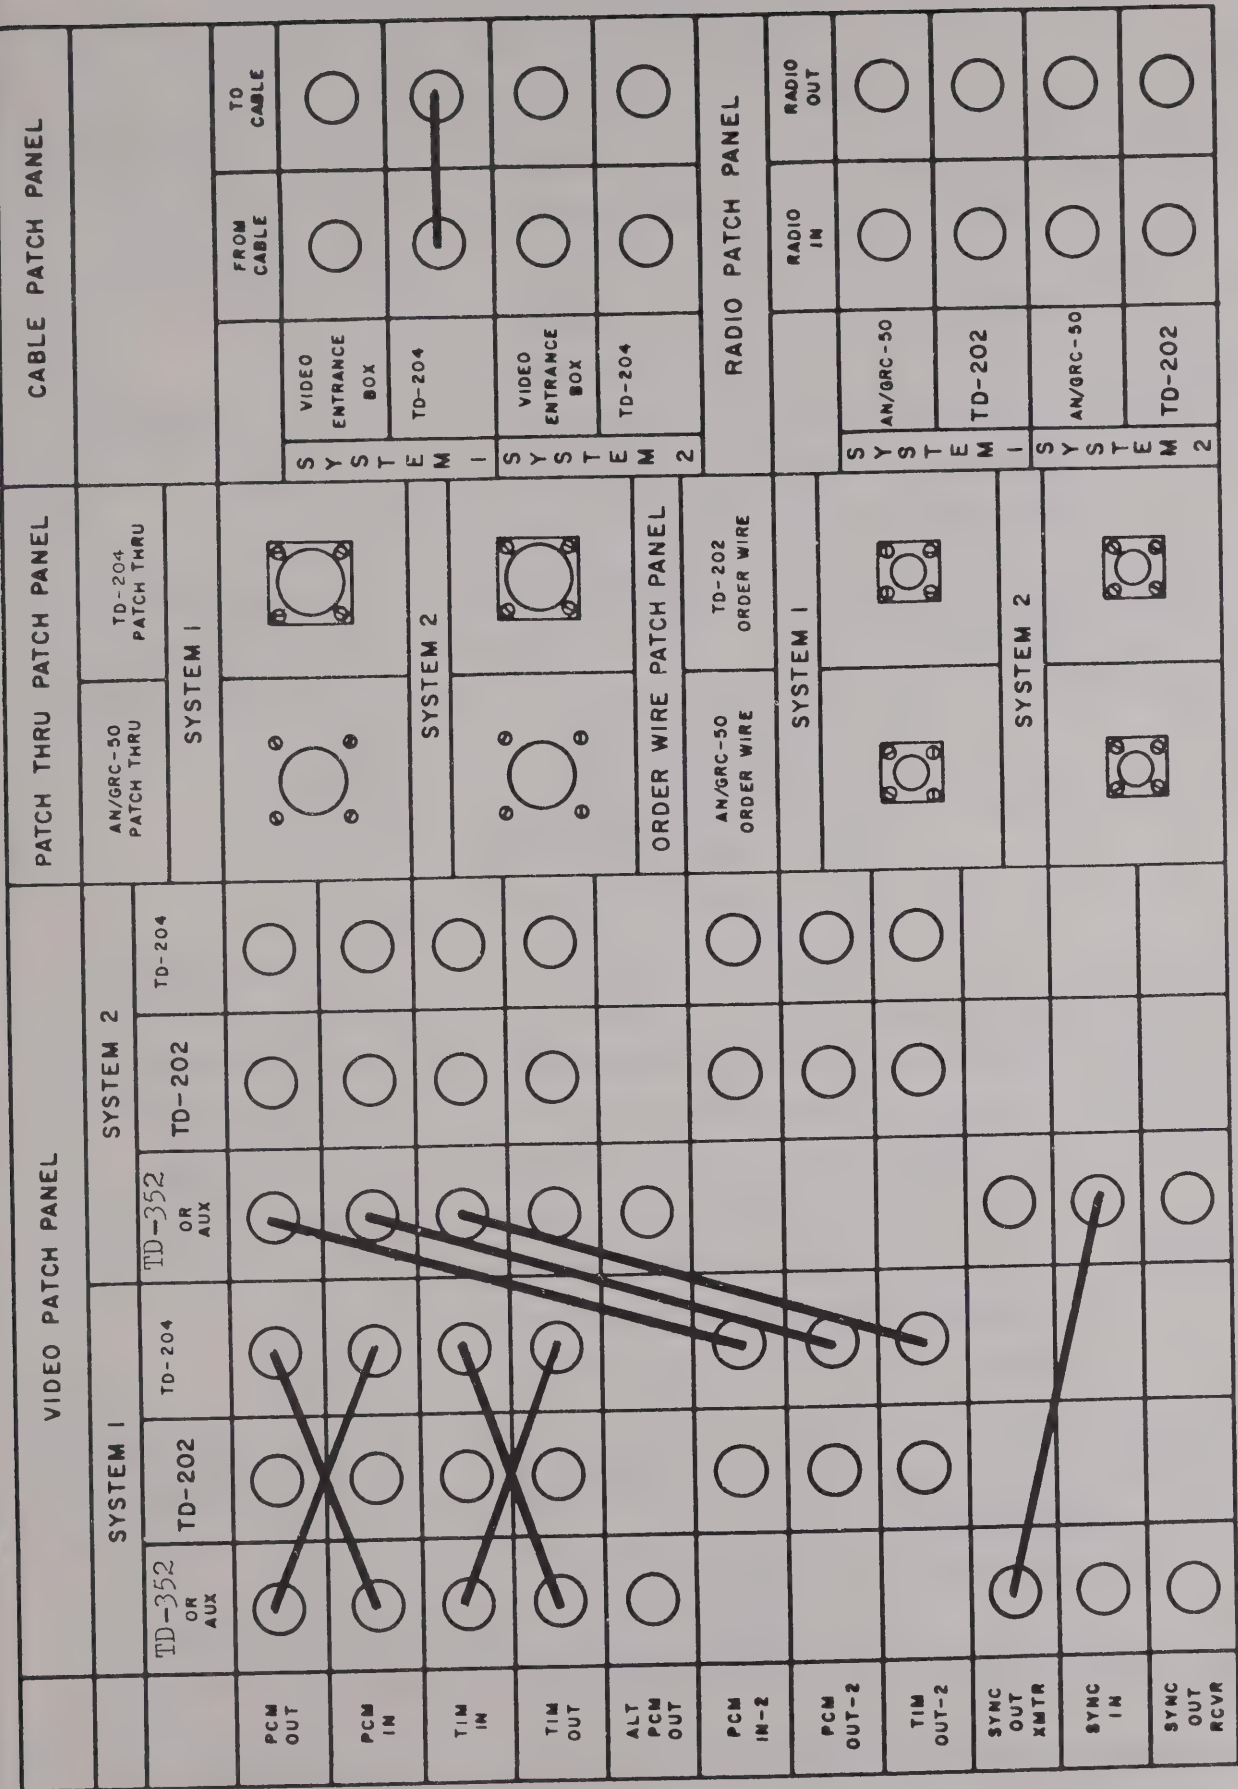 VIDEO PATCH PANEL
SYSTEM 1
SYSTEM 2
TD-352
OR
AUX
TD-202
TD-204
TD-352
OR
AUX
TD-202
TD-204
PCM
OUT
PCM
IN
TIM
IN
TIM
OUT
ALT
PCM
OUT
PCM
IN-2
PCM
OUT-2
TIM
OUT-2
SYNC
OUT
XMTR
SYNC
IN
SYNC
OUT
RCVR
PATCH THRU PATCH PANEL
AN/GRC-50
PATCH THRU
TD-204
PATCH THRU
SYSTEM 1
SYSTEM 2
ORDER WIRE PATCH PANEL
AN/GRC-50
ORDER WIRE
TD-202
ORDER WIRE
SYSTEM 1
SYSTEM 2
CABLE PATCH PANEL
FROM
CABLE
TO
CABLE
SYSTEM 1
VIDEO
ENTRANCE
BOX
TD-204
SYSTEM 2
VIDEO
ENTRANCE
BOX
TD-204
RADIO PATCH PANEL
RADIO
IN
RADIO
OUT
SYSTEM 1
AN/GRC-50
TD-202
SYSTEM 2
AN/GRC-50
TD-202